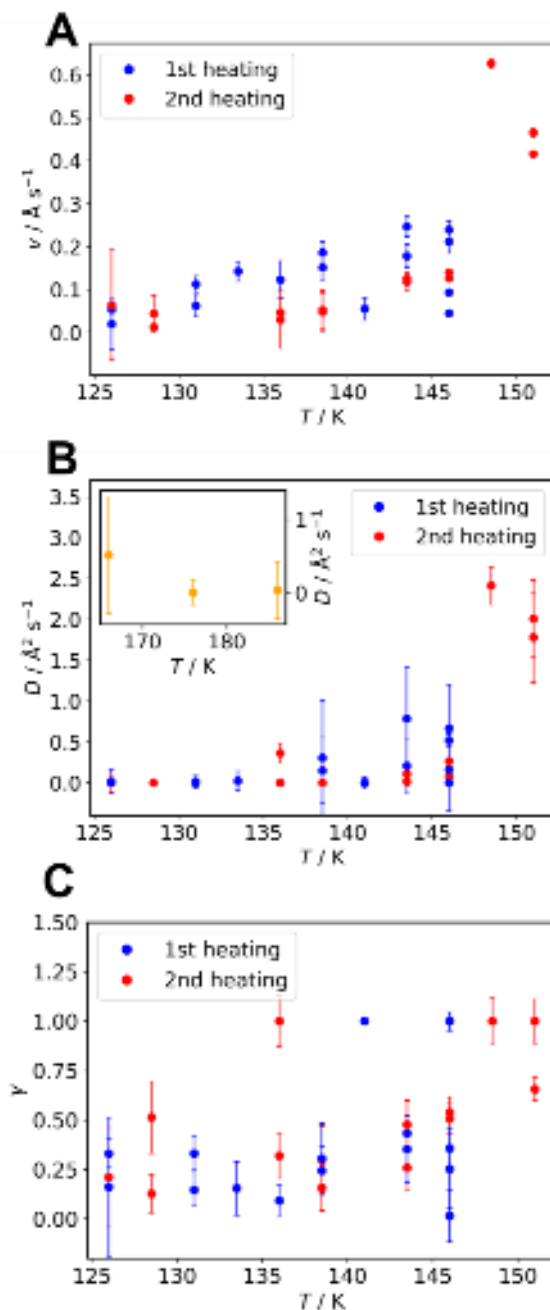 A
1st heating
2nd heating
0.6
0.5
0.4
0.3
0.2
0.1
0.0
v / Å s⁻¹
125 130 135 140 145 150
T / K
B
1st heating
2nd heating
3.5
3.0
2.5
2.0
1.5
1.0
0.5
0.0
D / Å² s⁻¹
1
0
D / Å² s⁻¹
170 180
T / K
125 130 135 140 145 150
T / K
C
1st heating
2nd heating
1.50
1.25
1.00
0.75
0.50
0.25
0.00
γ
125 130 135 140 145 150
T / K